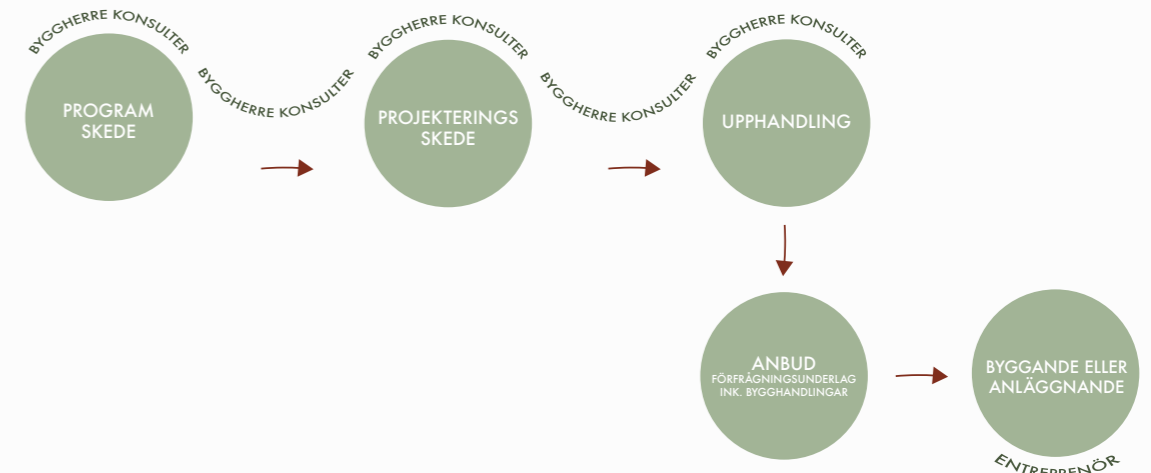 BYGGHERRE KONSULTER
PROGRAM
SKEDE
BYGGHERRE KONSULTER
BYGGHERRE KONSULTER
PROJEKTERINGS
SKEDE
BYGGHERRE KONSULTER
BYGGHERRE KONSULTER
UPPHANDLING
ANBUD
FÖRFRÅGNINGSUNDERLAG
INK. BYGGHANDLINGAR
BYGGANDE ELLER
ANLÄGGNANDE
ENTREPRENÖR